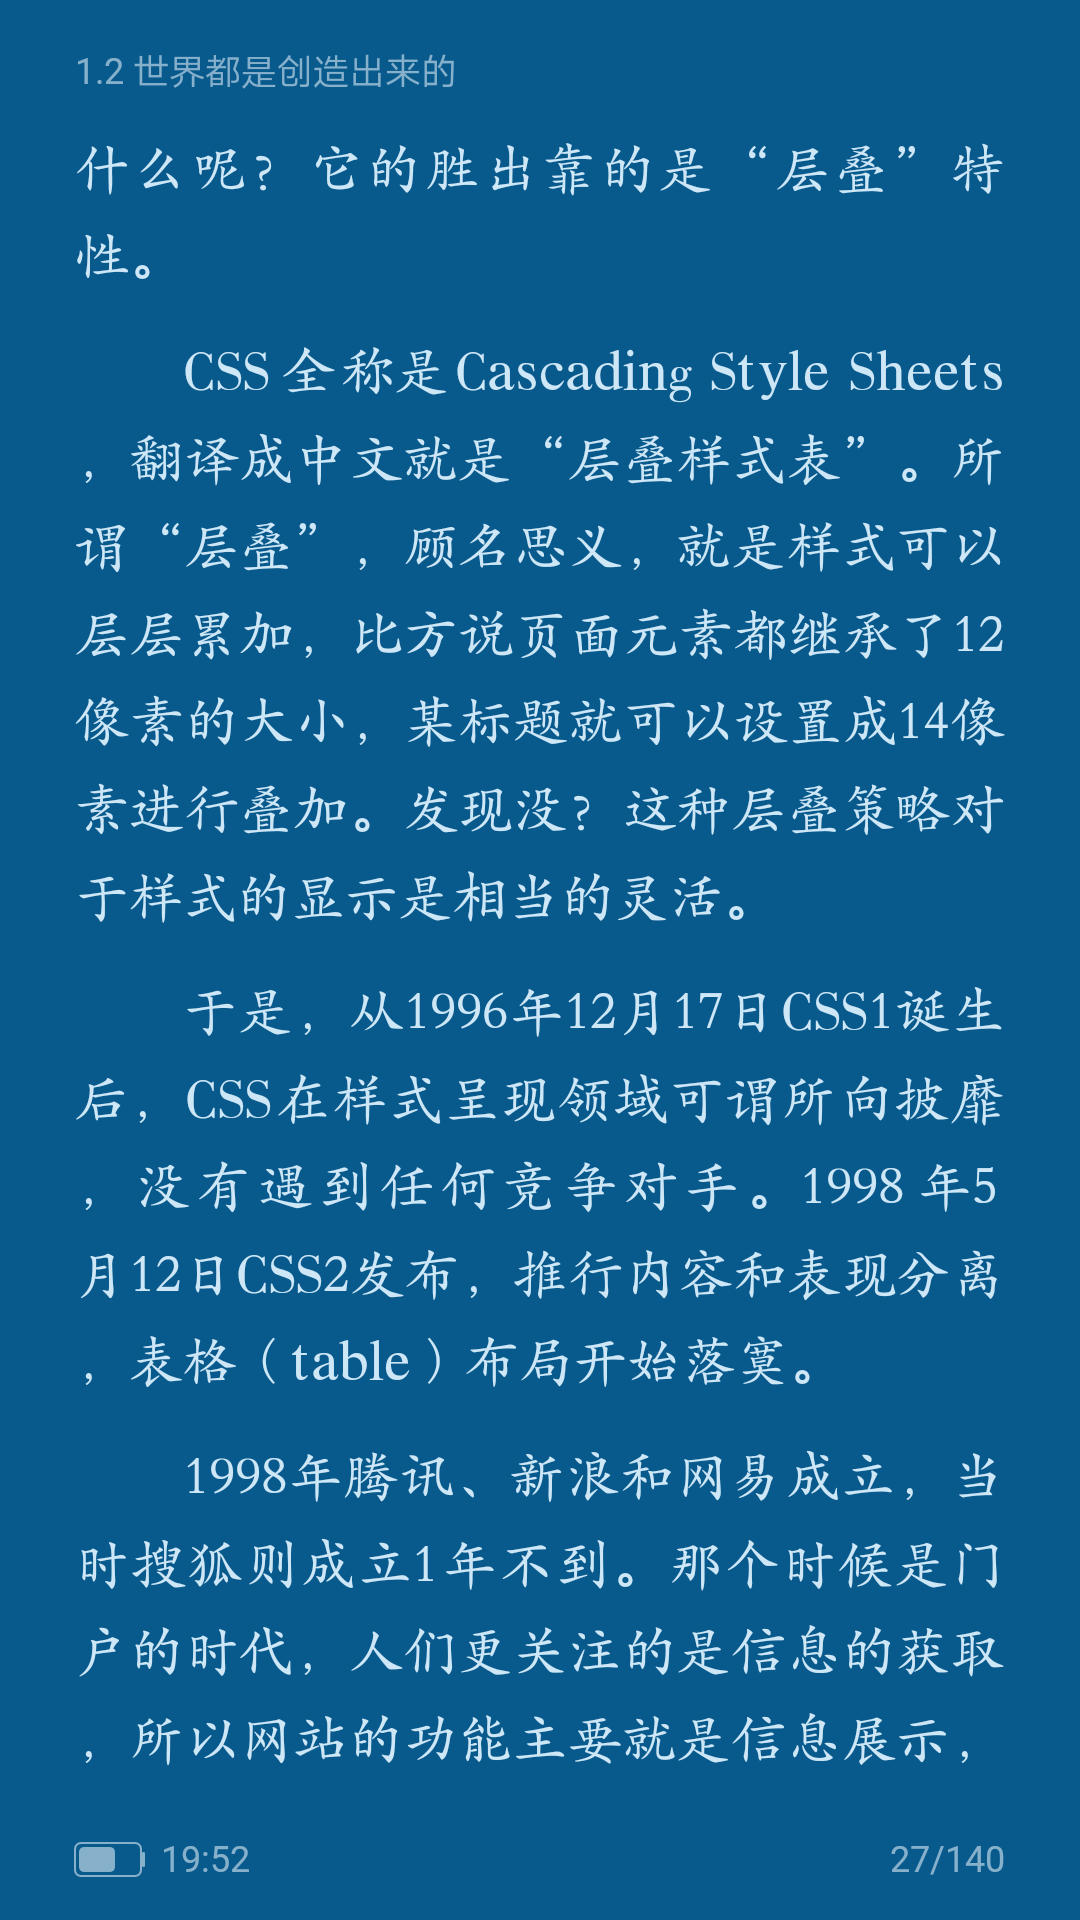 1.2 世界都是创造出来的
什么呢？它的胜出靠的是“层叠”特
性。
CSS全称是Cascading Style Sheets
，翻译成中文就是“层叠样式表”。所
谓“层叠”，顾名思义，就是样式可以
层层累加，比方说页面元素都继承了12
像素的大小，某标题就可以设置成14像
素进行叠加。发现没？这种层叠策略对
于样式的显示是相当的灵活。
于是，从1996年12月17日CSS1诞生
后，CSS在样式呈现领域可谓所向披靡
，没有遇到任何竞争对手。1998 年5
月12日CSS2发布，推行内容和表现分离
，表格（table）布局开始落寞。
1998年腾讯、新浪和网易成立，当
时搜狐则成立1年不到。那个时候是门
户的时代，人们更关注的是信息的获取
，所以网站的功能主要就是信息展示，
19:52
27/140